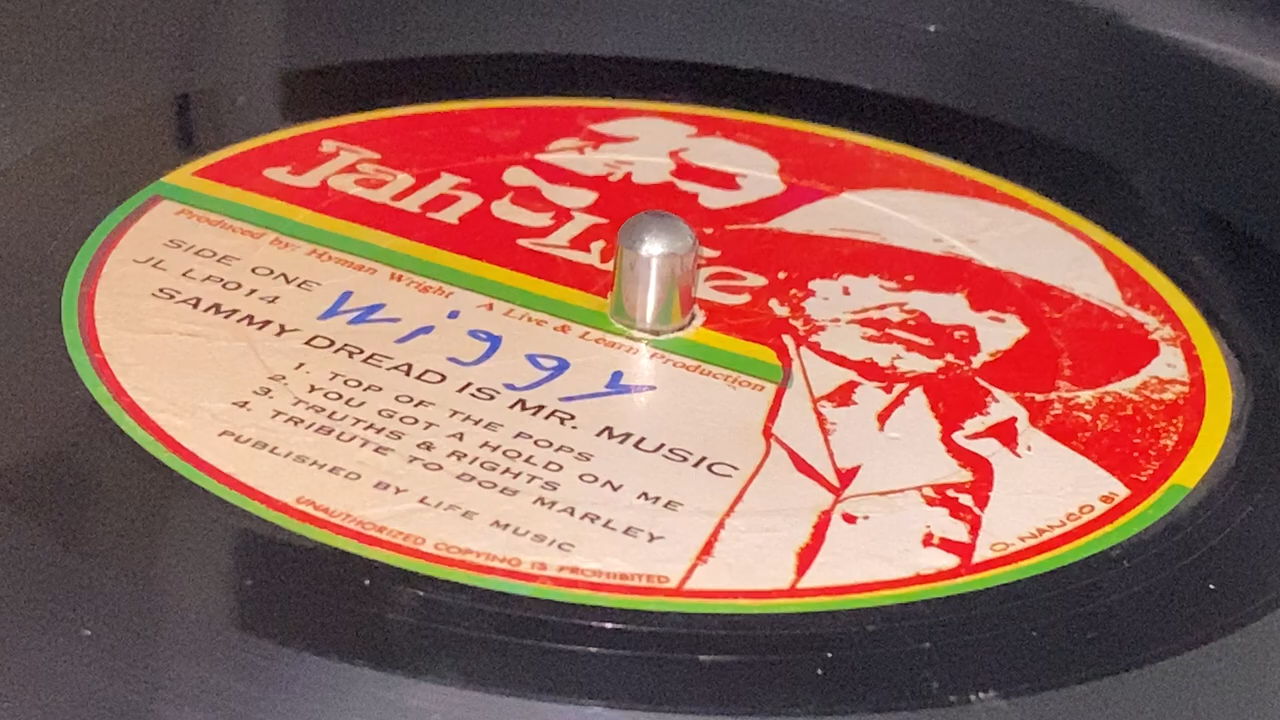 Jah Life
Produced by: Hyman Wright A Live & Learn Production
SIDE ONE
JL LP014
Wiggy
SAMMY DREAD IS MR. MUSIC
1. TOP OF THE POPS
2. YOU GOT A HOLD ON ME
3. TRUTHS & RIGHTS
4. TRIBUTE TO BOB MARLEY
PUBLISHED BY LIFE MUSIC
UNAUTHORIZED COPYING IS PROHIBITED
O. NANCO 81